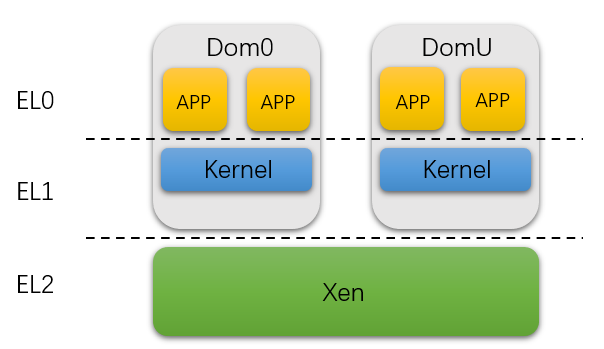 Dom0
DomU
EL0
APP
APP
APP
APP
EL1
Kernel
Kernel
EL2
Xen